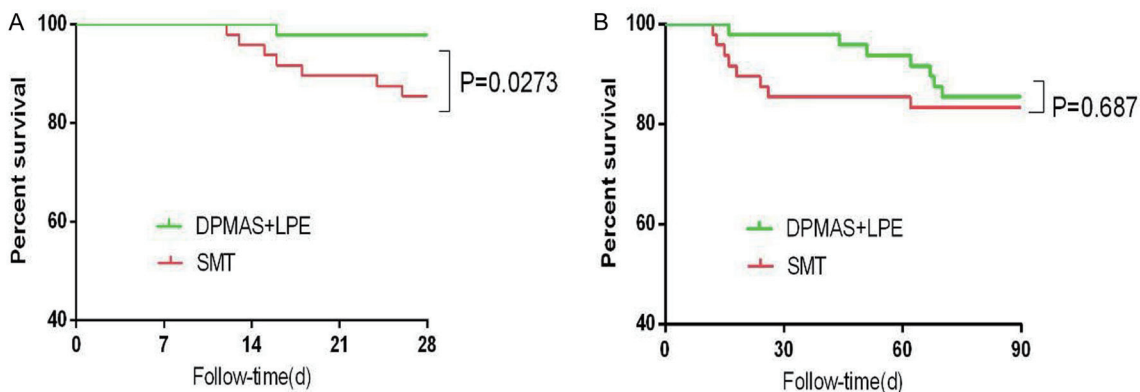 A
Percent survival
100
80
60
40
0
7
14
21
28
Follow-time(d)
DPMAS+LPE
SMT
P=0.0273
B
Percent survival
100
80
60
40
0
30
60
90
Follow-time(d)
DPMAS+LPE
SMT
P=0.687